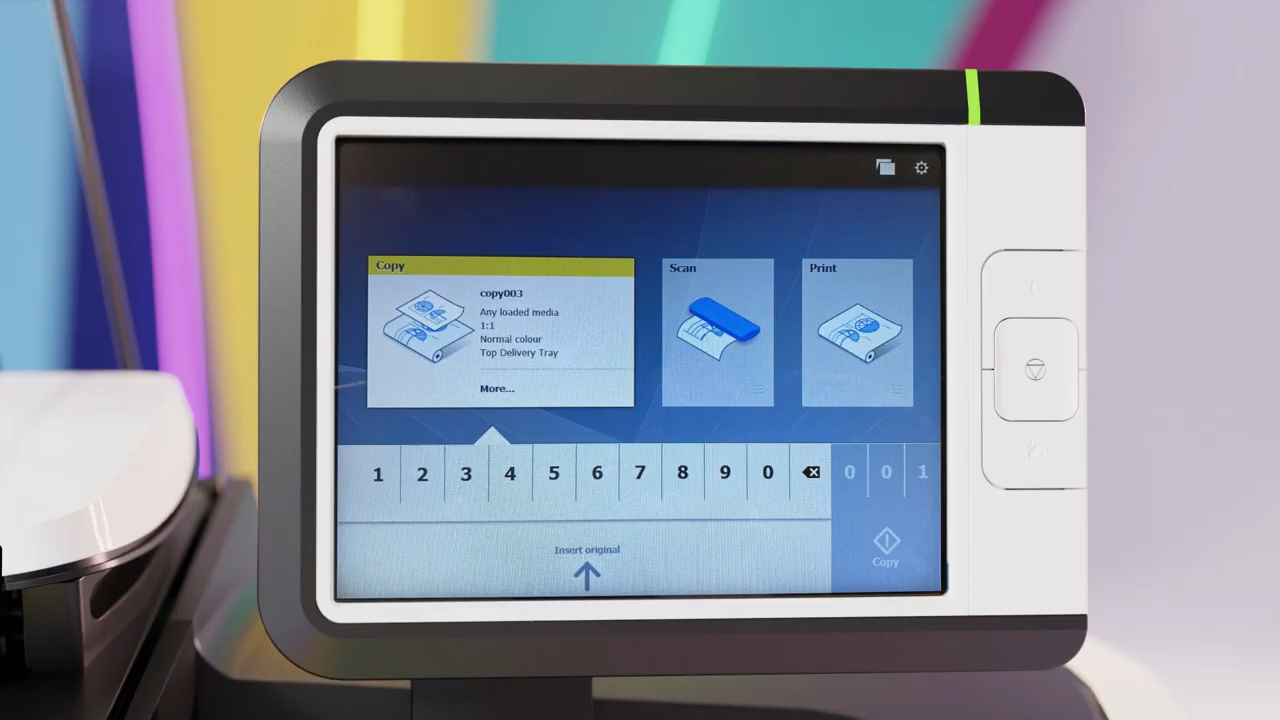 Copy
copy003
Any loaded media
1:1
Normal colour
Top Delivery Tray
More...
Scan
Print
1 2 3 4 5 6 7 8 9 0
0 0 1
Insert original
Copy